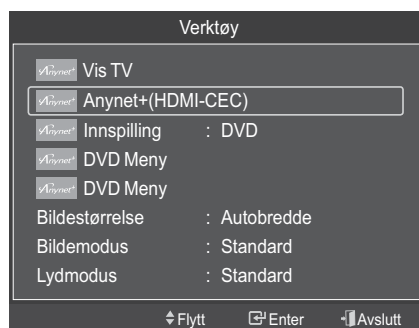 Verktøy
Anynet+ Vis TV
Anynet+ Anynet+(HDMI-CEC)
Anynet+ Innspilling : DVD
Anynet+ DVD Meny
Anynet+ DVD Meny
Bildestørrelse : Autobredde
Bildemodus : Standard
Lydmodus : Standard
Flytt Enter Avslutt